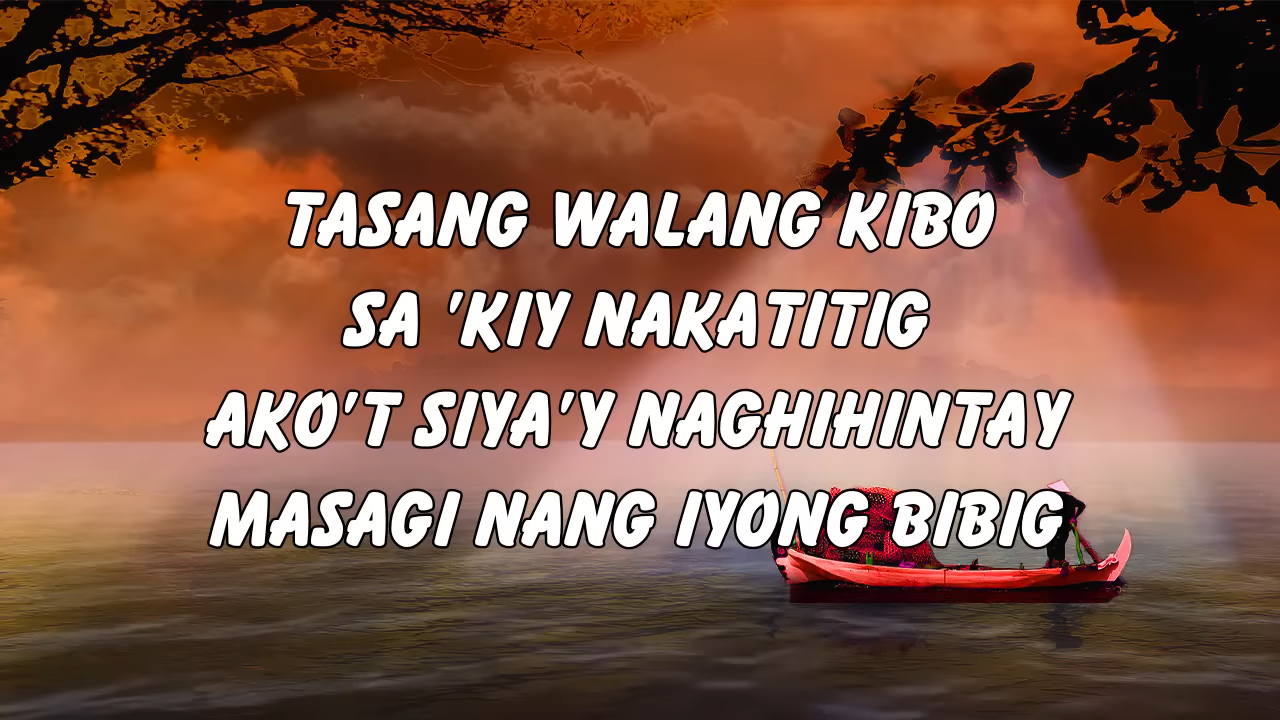 TASANG WALANG KIBO
SA 'KIY NAKATITIG
AKO'T SIYA'Y NAGHIHINTAY
MASAGI NANG IYONG BIBIG